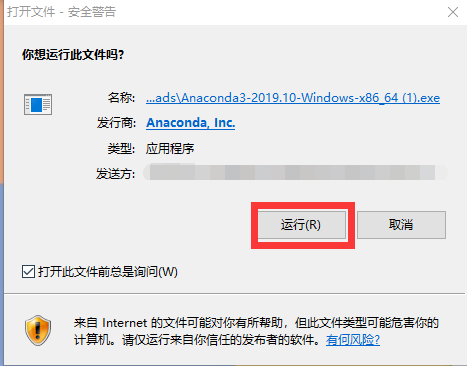 打开文件 - 安全警告
你想运行此文件吗?
名称: ...ads\Anaconda3-2019.10-Windows-x86_64 (1).exe
发行商: Anaconda, Inc.
类型: 应用程序
发送方:
运行(R) 取消
打开此文件前总是询问(W)
来自 Internet 的文件可能对你有所帮助，但此文件类型可能危害你的
计算机。请仅运行来自你信任的发布者的软件。有何风险?